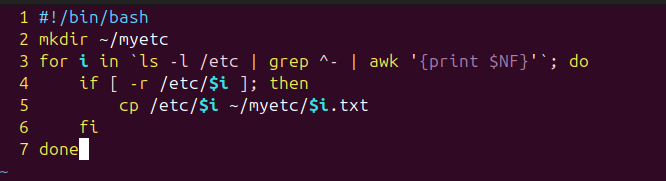 1 #!/bin/bash
2 mkdir ~/myetc
3 for i in `ls -l /etc | grep ^- | awk '{print $NF}'`; do
4     if [ -r /etc/$i ]; then
5         cp /etc/$i ~/myetc/$i.txt
6     fi
7 done
~